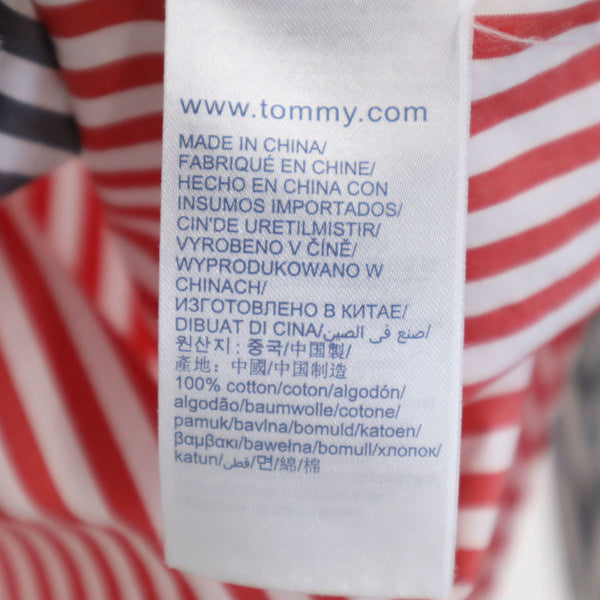 www.tommy.com
MADE IN CHINA/
FABRIQUÉ EN CHINE/
HECHO EN CHINA CON
INSUMOS IMPORTADOS/
CIN'DE URETILMISTIR/
VYROBENO V ČÍNĚ/
WYPRODUKOWANO W
CHINACH/
ИЗГОТОВЛЕНО В КИТАЕ/
DIBUAT DI CINA/صنع في الصين/
원산지 : 중국/中国製/
產地: 中國/中国制造
100% cotton/coton/algodón/
algodão/baumwolle/cotone/
pamuk/bavlna/bomuld/katoen/
βαμβακι/bawełna/bomull/хлопок/
katun/قطن/면/綿/棉